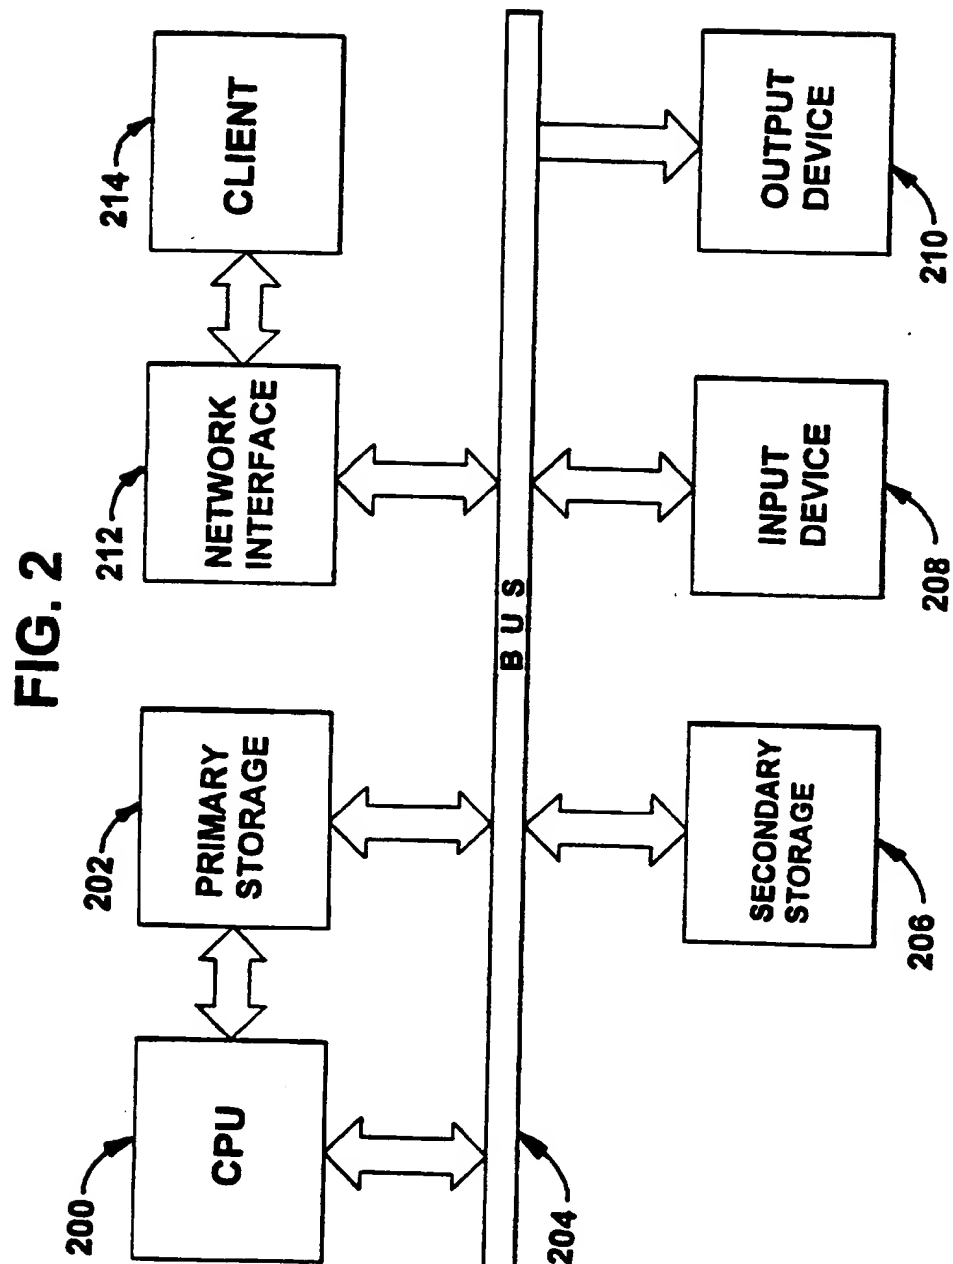 FIG. 2
200
202
212
214
CPU
PRIMARY
STORAGE
NETWORK
INTERFACE
CLIENT
BUS
204
SECONDARY
STORAGE
INPUT
DEVICE
OUTPUT
DEVICE
206
208
210